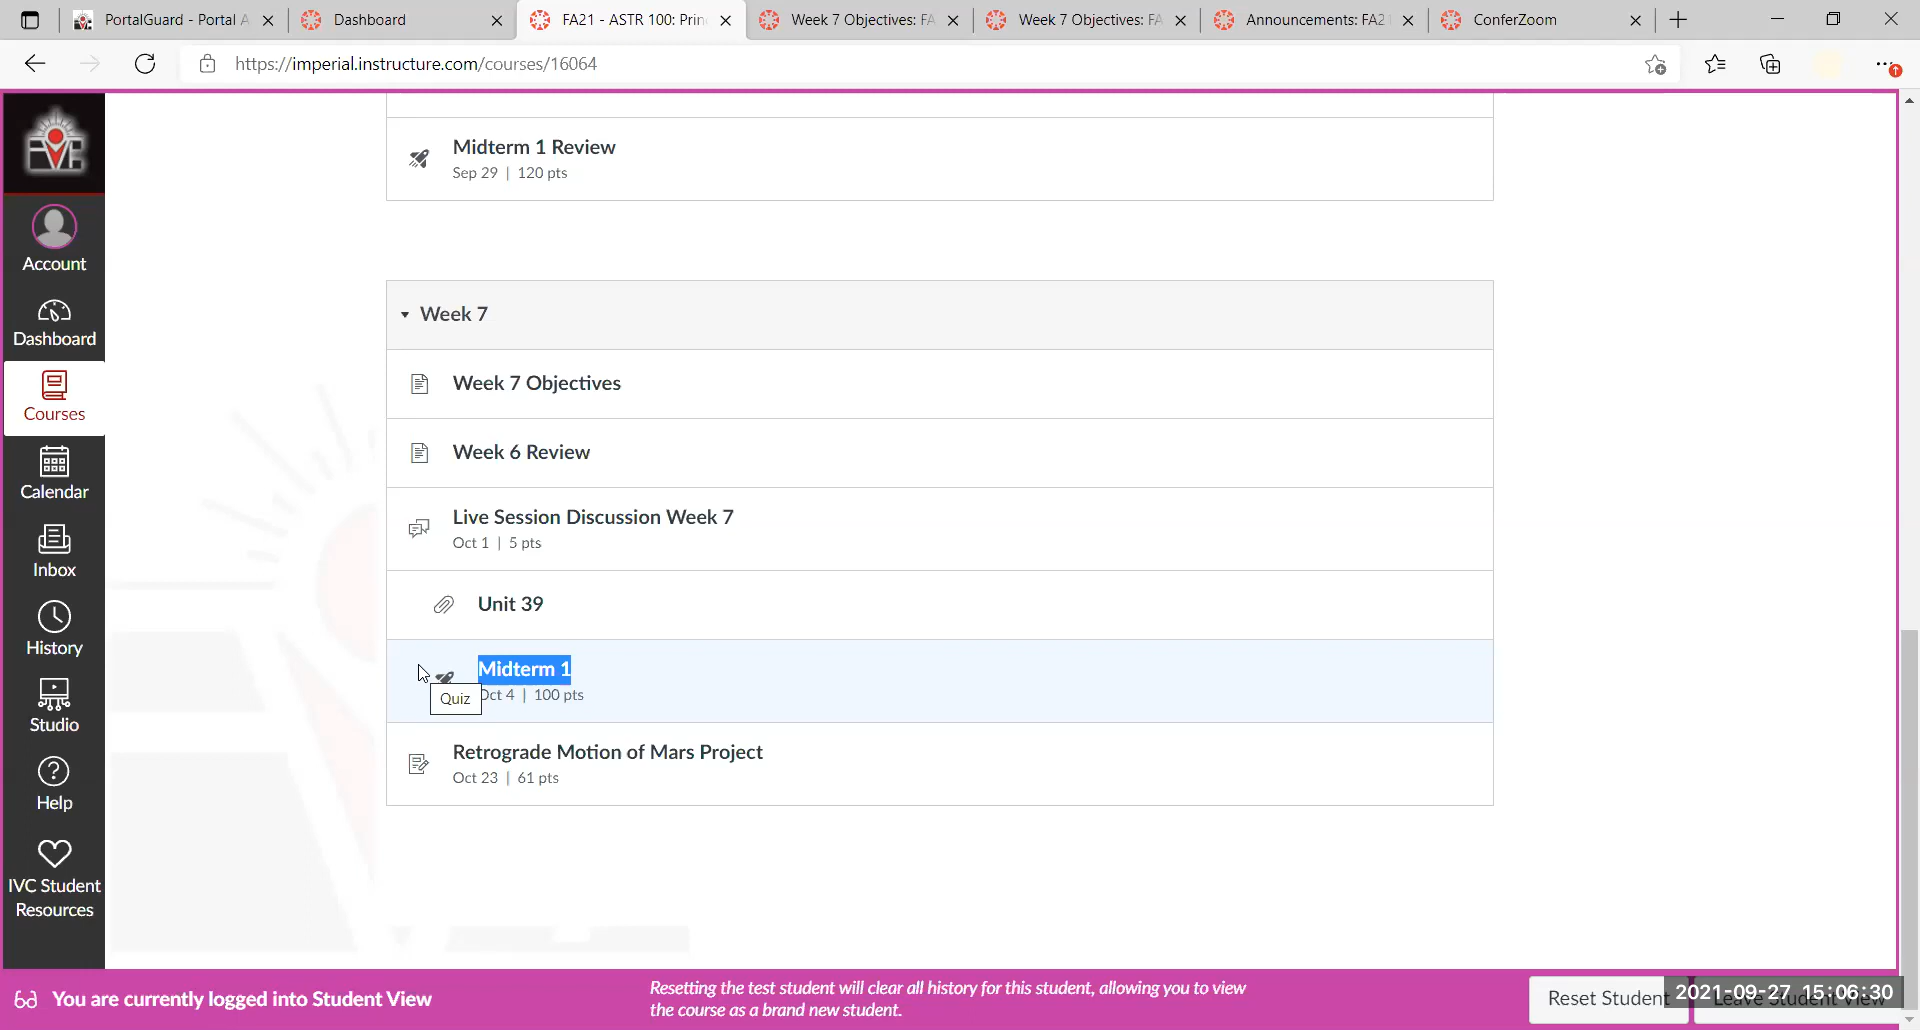 PortalGuard - Portal A
Dashboard
FA21 - ASTR 100: Prin
Week 7 Objectives: FA
Week 7 Objectives: FA
Announcements: FA21
ConferZoom
https://imperial.instructure.com/courses/16064
Midterm 1 Review
Sep 29 | 120 pts
Account
Week 7
Dashboard
Week 7 Objectives
Courses
Week 6 Review
Calendar
Live Session Discussion Week 7
Oct 1 | 5 pts
Inbox
Unit 39
History
Midterm 1
Oct 4 | 100 pts
Quiz
Studio
Retrograde Motion of Mars Project
Oct 23 | 61 pts
Help
IVC Student
Resources
You are currently logged into Student View
Resetting the test student will clear all history for this student, allowing you to view
the course as a brand new student.
Reset Student
Leave Student View
2021-09-27 15:06:30